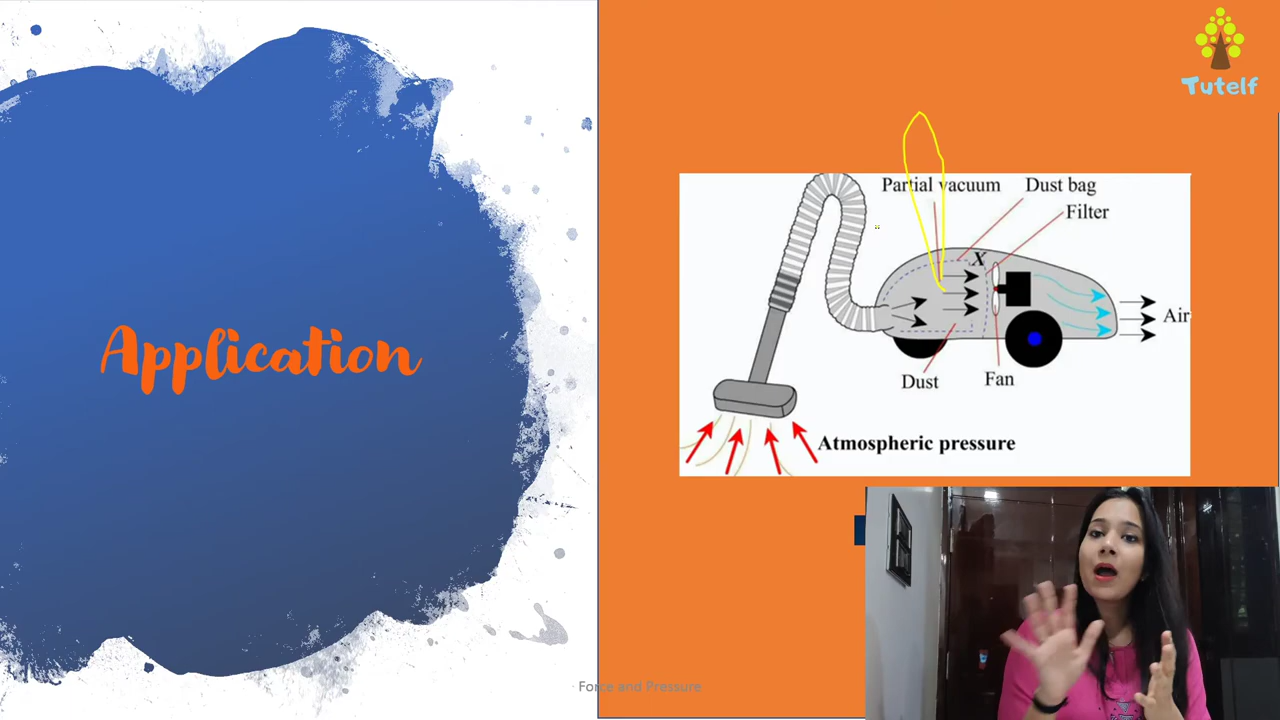 Tutelf
Application
Partial vacuum
Dust bag
Filter
X
Air
Dust
Fan
Atmospheric pressure
Force and Pressure